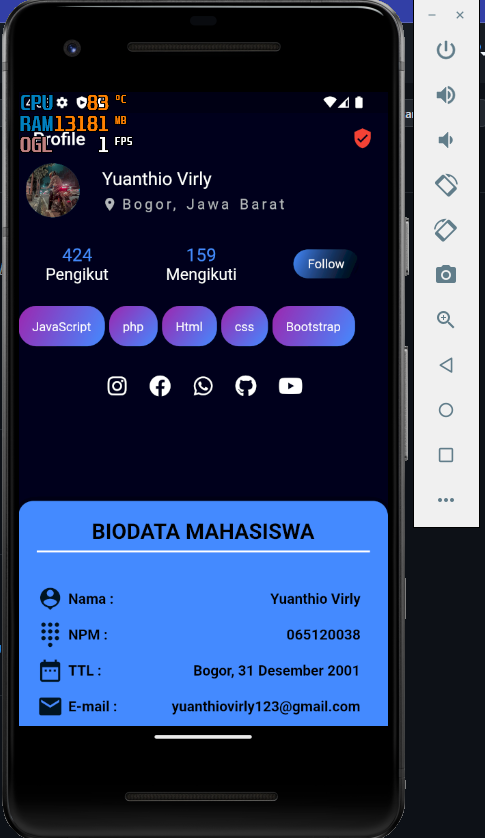 CPU 83 °C
RAM 13181 MB
OGL 1 FPS
Profile
Yuanthio Virly
Bogor, Jawa Barat
424 159
Pengikut Mengikuti Follow
JavaScript php Html css Bootstrap
BIODATA MAHASISWA
Nama : Yuanthio Virly
NPM : 065120038
TTL : Bogor, 31 Desember 2001
E-mail : yuanthiovirly123@gmail.com